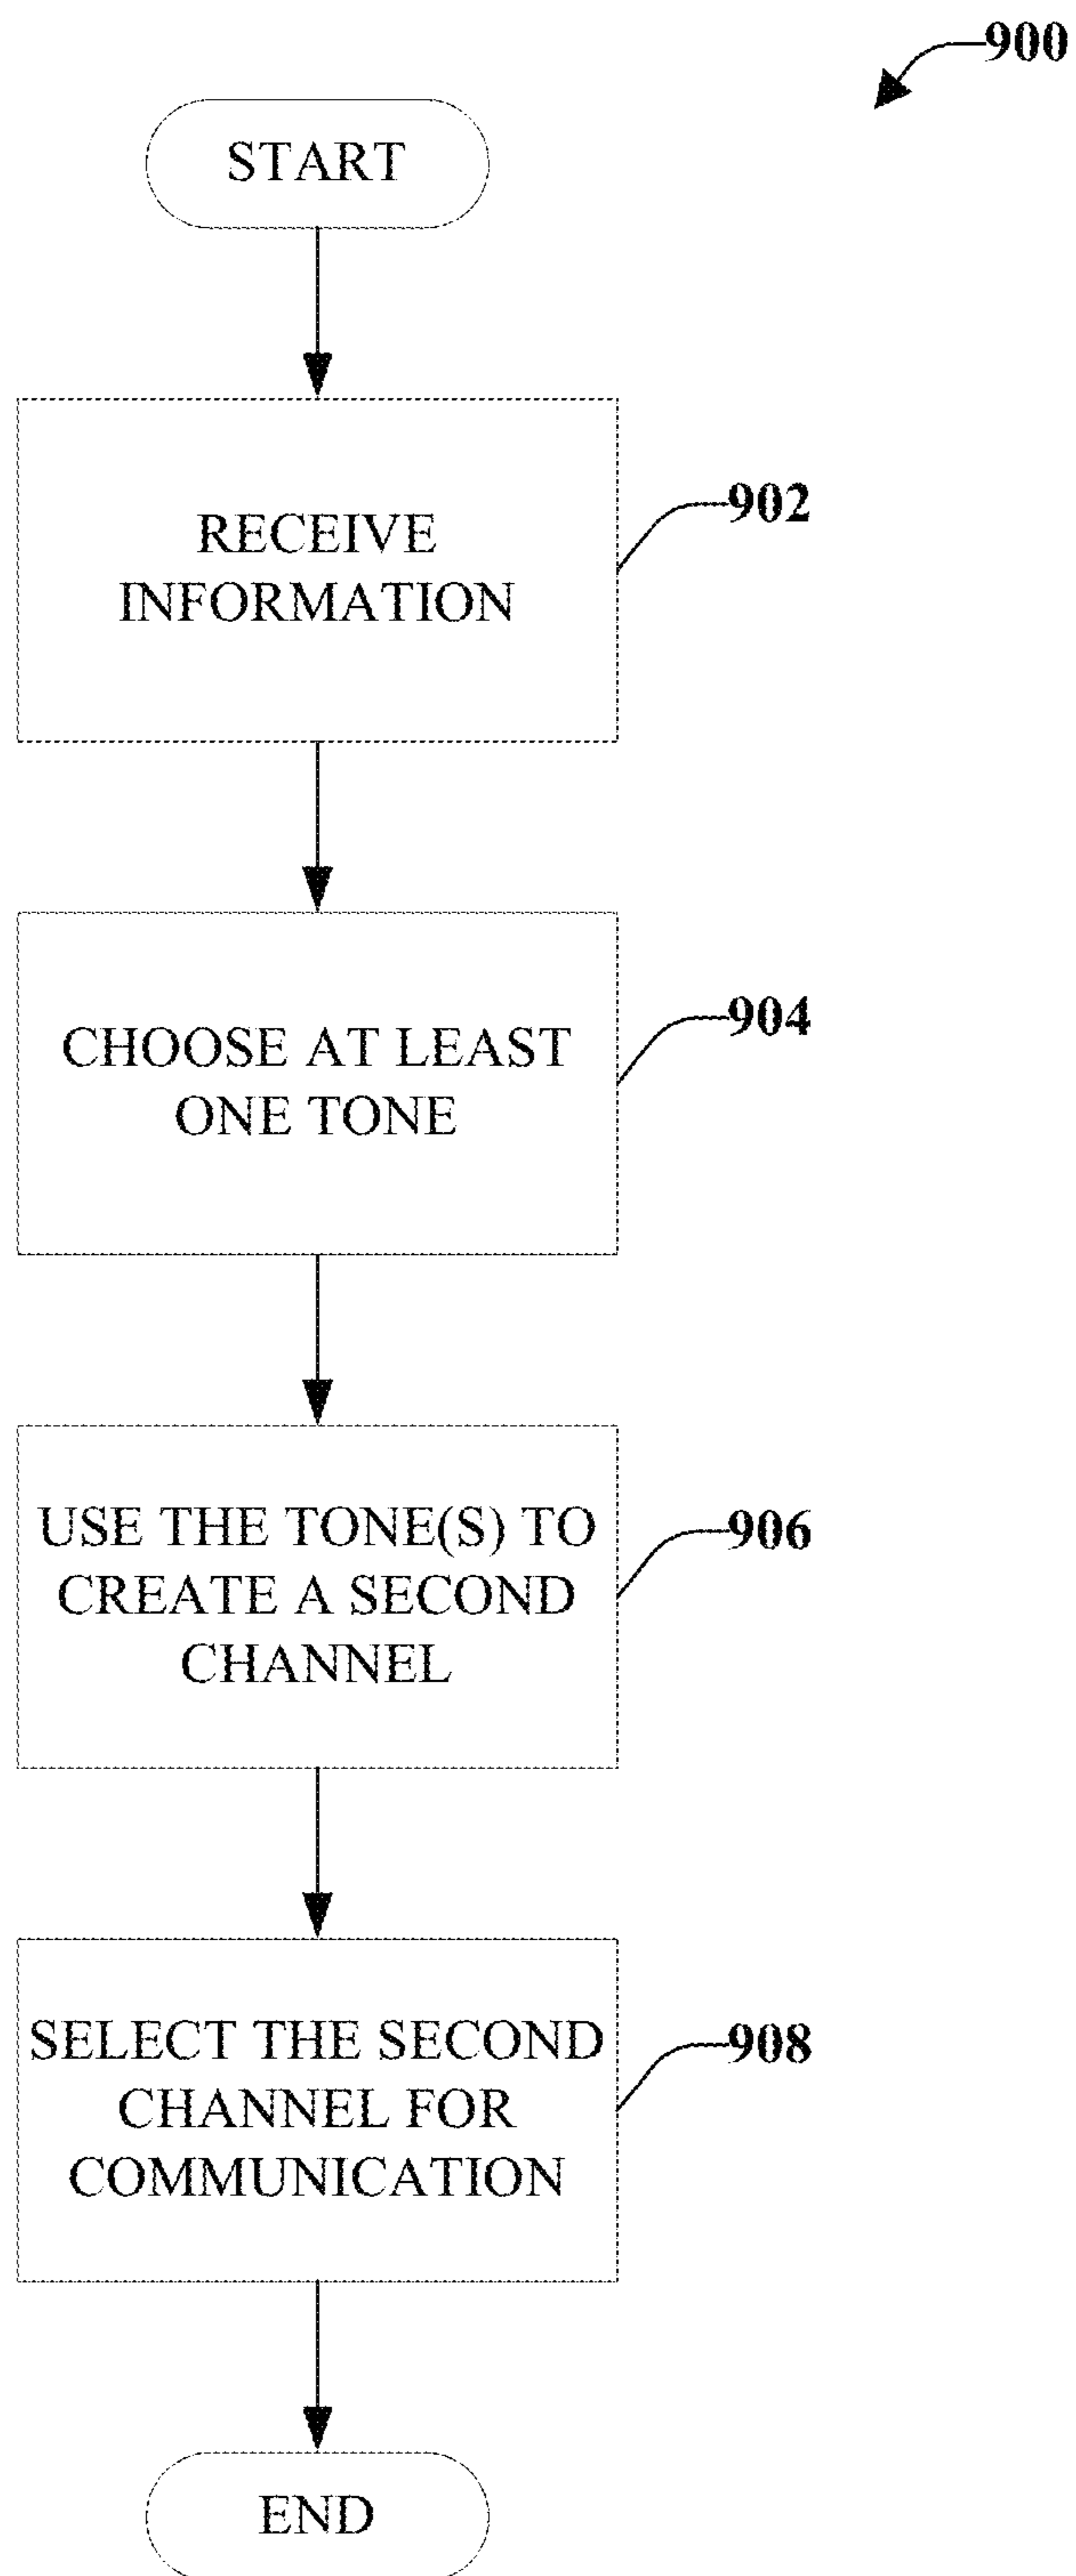 900
START
RECEIVE
INFORMATION
902
CHOOSE AT LEAST
ONE TONE
904
USE THE TONE(S) TO
CREATE A SECOND
CHANNEL
906
SELECT THE SECOND
CHANNEL FOR
COMMUNICATION
908
END